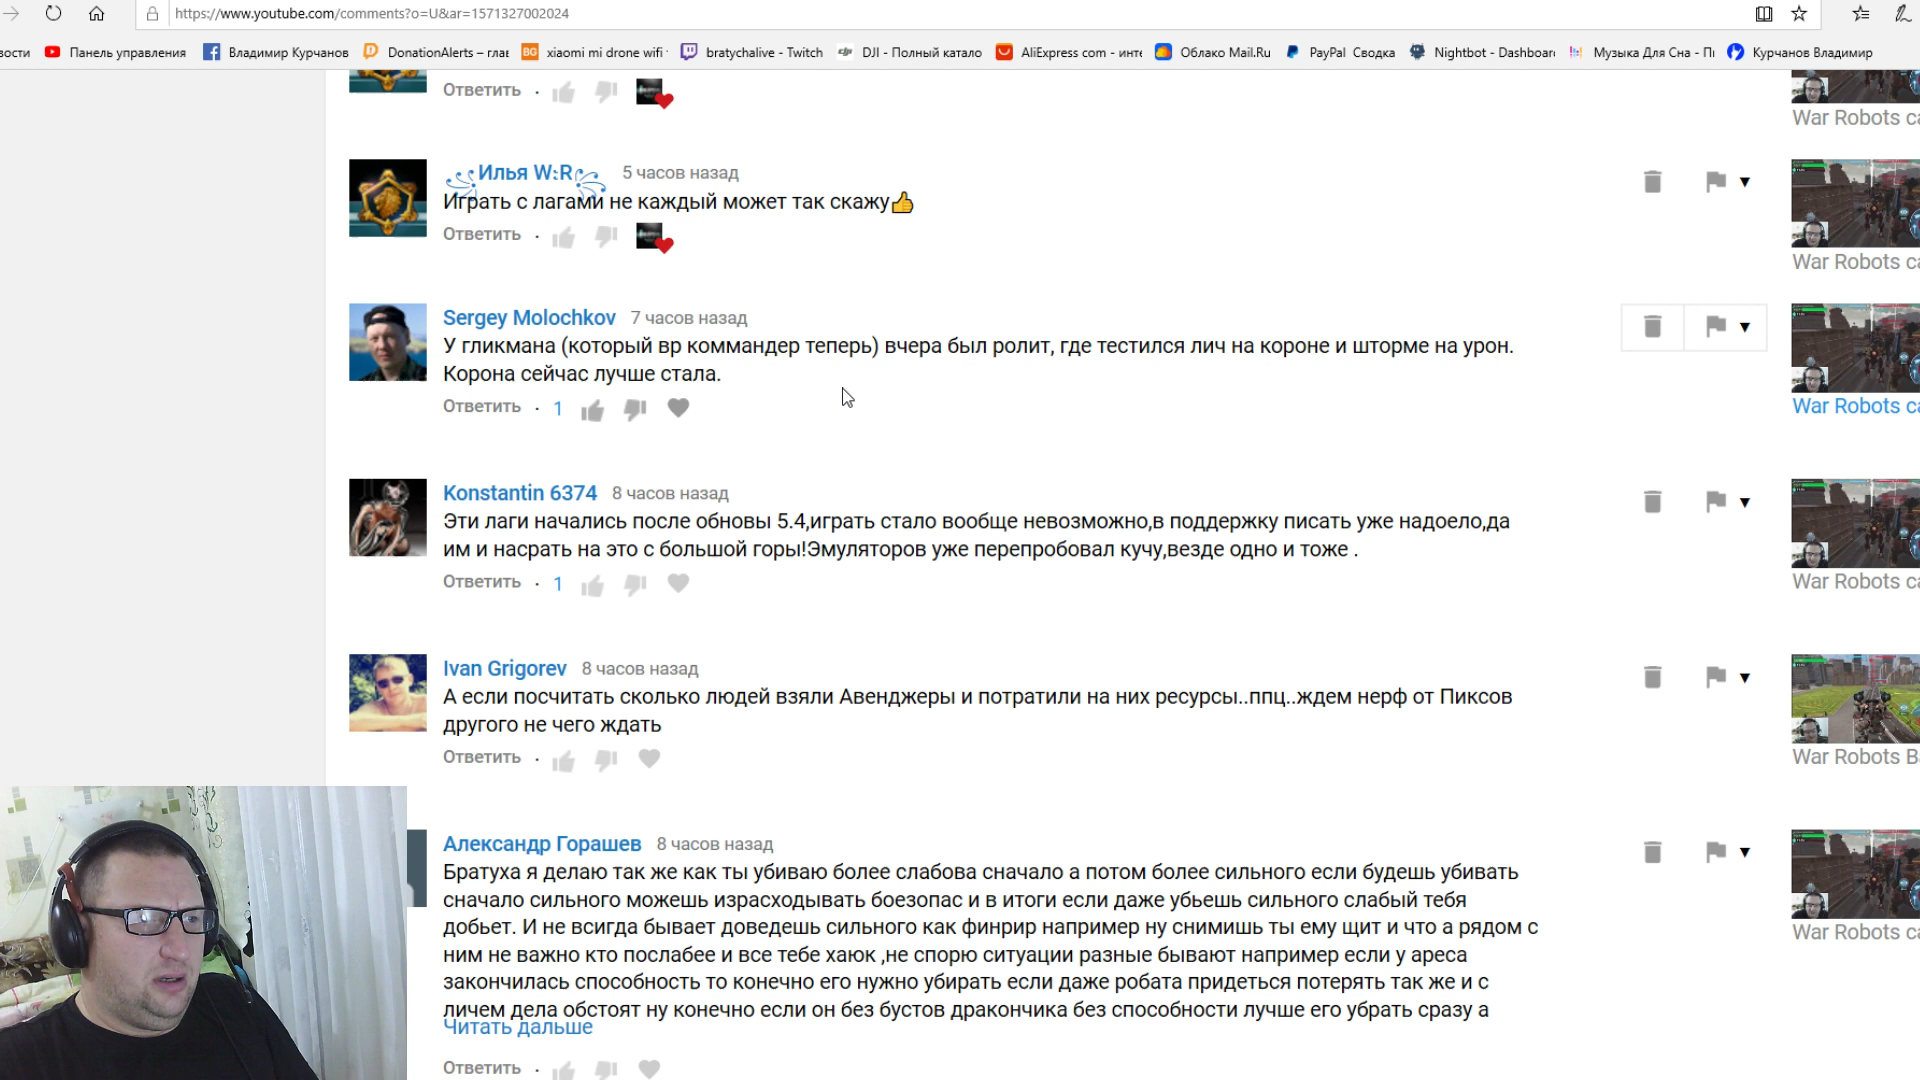 https://www.youtube.com/comments?o=U&ar=1571327002024
вости Панель управления Владимир Курчанов DonationAlerts – глав xiaomi mi drone wifi bratychalive - Twitch DJI - Полный катало AliExpress com - инте Облако Mail.Ru PayPal Сводка Nightbot - Dashboard Музыка Для Сна - Пі Курчанов Владимир
Ответить
War Robots ca
Илья W:R 5 часов назад
Играть с лагами не каждый может так скажу👍
Ответить
War Robots ca
Sergey Molochkov 7 часов назад
У гликмана (который вр коммандер теперь) вчера был ролит, где тестился лич на короне и шторме на урон.
Корона сейчас лучше стала.
Ответить · 1
War Robots ca
Konstantin 6374 8 часов назад
Эти лаги начались после обновы 5.4,играть стало вообще невозможно,в поддержку писать уже надоело,да
им и насрать на это с большой горы!Эмуляторов уже перепробовал кучу,везде одно и тоже .
Ответить · 1
War Robots ca
Ivan Grigorev 8 часов назад
А если посчитать сколько людей взяли Авенджеры и потратили на них ресурсы..ппц..ждем нерф от Пиксов
другого не чего ждать
Ответить
War Robots B
Александр Горашев 8 часов назад
Братуха я делаю так же как ты убиваю более слабова сначало а потом более сильного если будешь убивать
сначало сильного можешь израсходывать боезопас и в итоги если даже убьешь сильного слабый тебя
добьет. И не всигда бывает доведешь сильного как финрир например ну снимишь ты ему щит и что а рядом с
ним не важно кто послабее и все тебе хаюк ,не спорю ситуации разные бывают например если у ареса
закончилась способность то конечно его нужно убирать если даже робата придеться потерять так же и с
личем дела обстоят ну конечно если он без бустов дракончика без способности лучше его убрать сразу а
Читать дальше
War Robots ca
Ответить